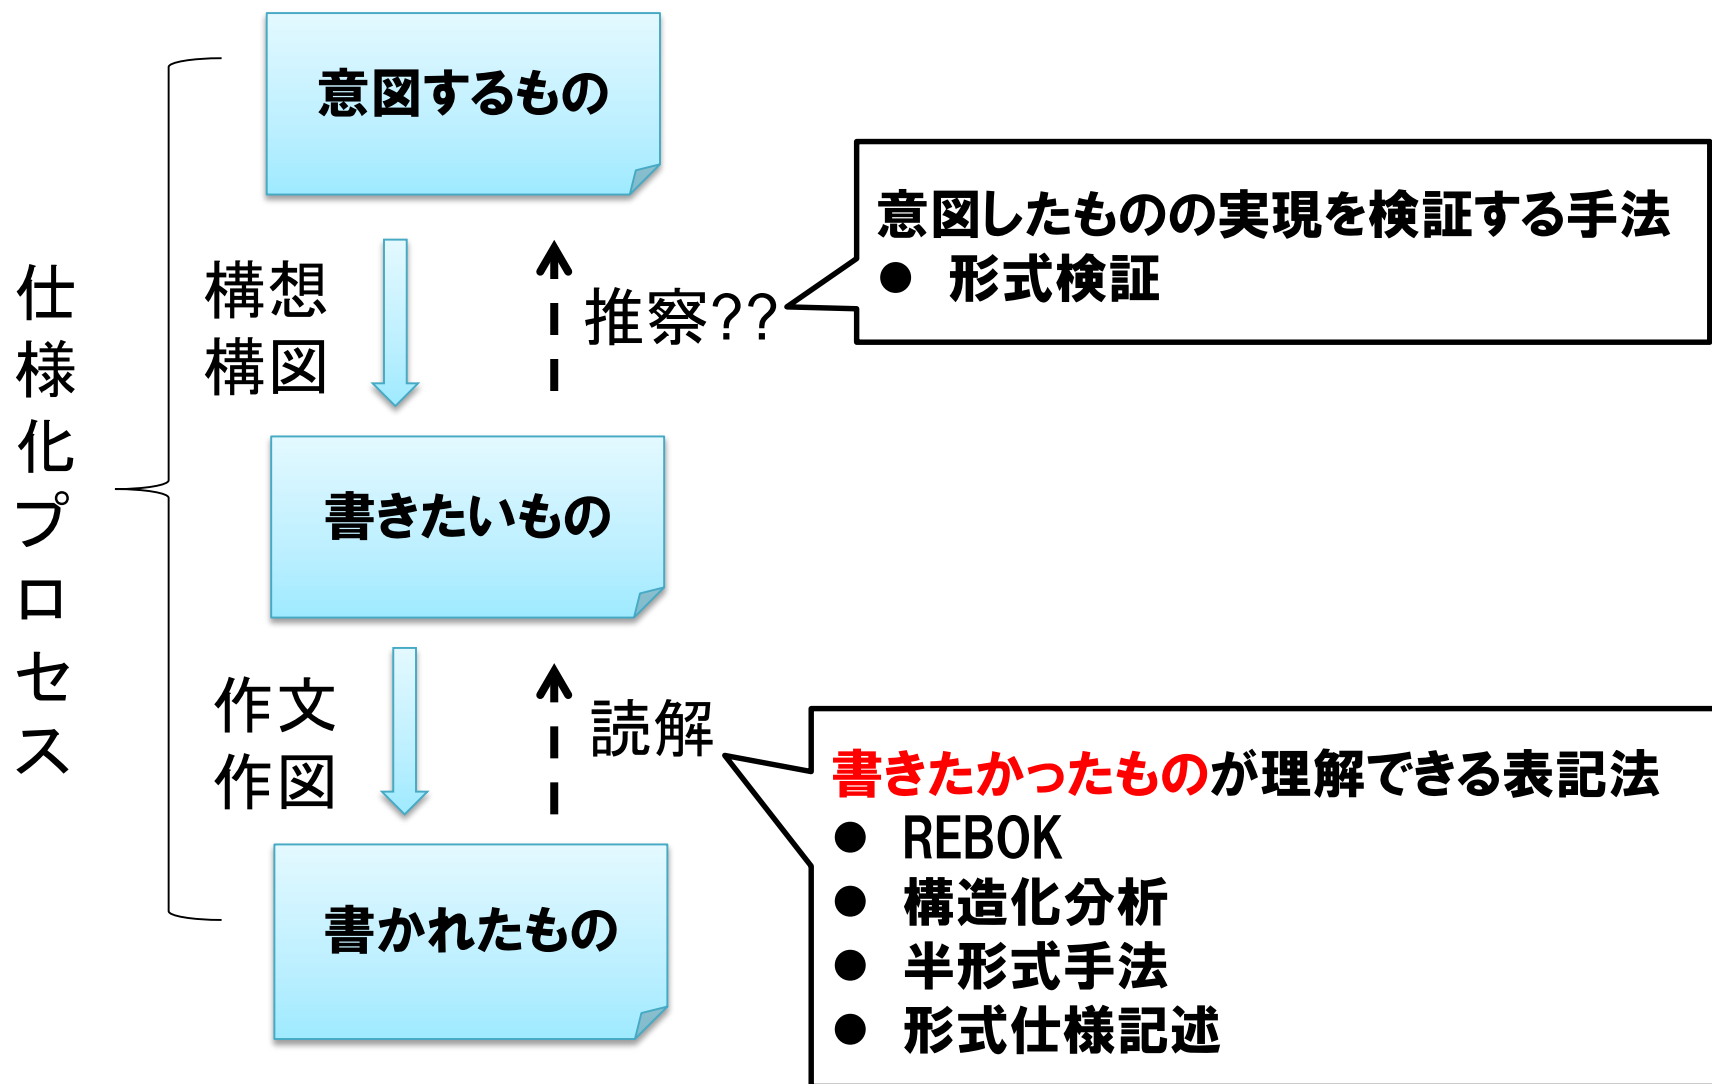 意図するもの
意図したものの実現を検証する手法
● 形式検証
構想
構図
推察??
仕様化プロセス
書きたいもの
作文
作図
読解
書きたかったものが理解できる表記法
● REBOK
● 構造化分析
● 半形式手法
● 形式仕様記述
書かれたもの